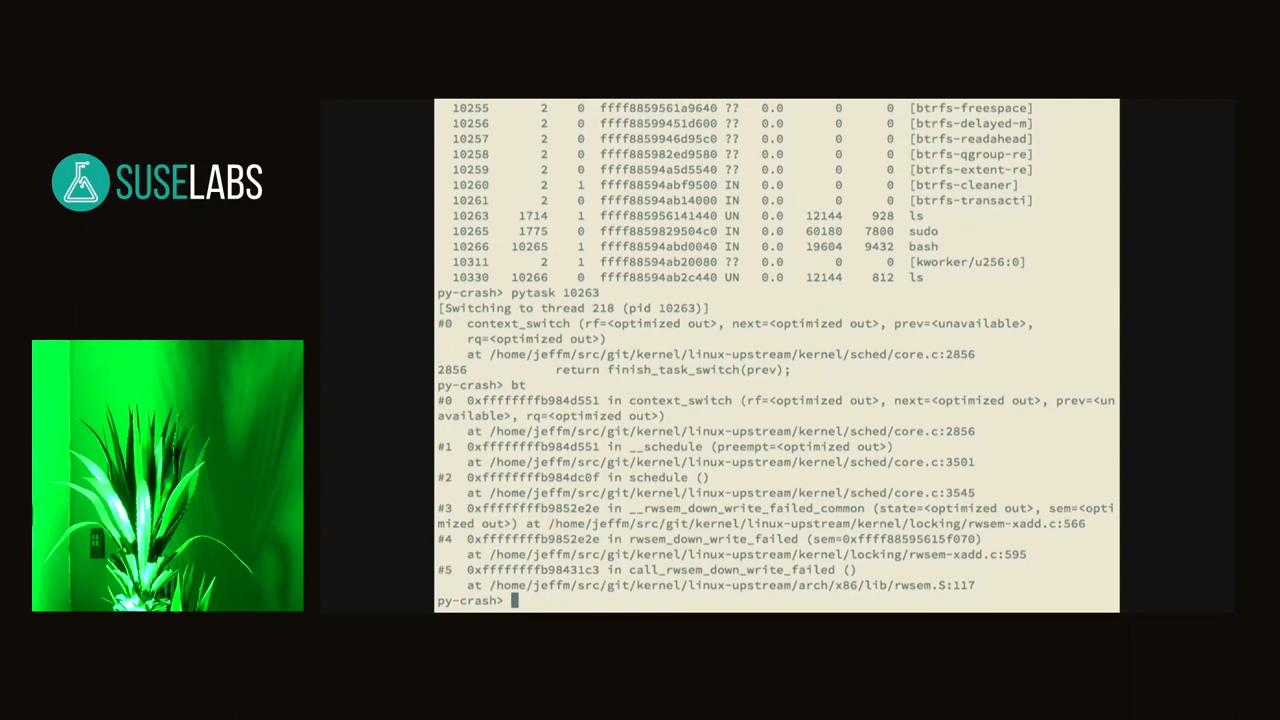 SUSELABS
10255 2 0 ffff8859561a9640 ?? 0.0 0 0 [btrfs-freespace]
10256 2 0 ffff88599451d600 ?? 0.0 0 0 [btrfs-delayed-m]
10257 2 0 ffff8859946d95c0 ?? 0.0 0 0 [btrfs-readahead]
10258 2 0 ffff885982ed9580 ?? 0.0 0 0 [btrfs-qgroup-re]
10259 2 0 ffff88594a5d5540 ?? 0.0 0 0 [btrfs-extent-re]
10260 2 1 ffff88594abf9500 IN 0.0 0 0 [btrfs-cleaner]
10261 2 0 ffff88594ab14000 IN 0.0 0 0 [btrfs-transacti]
10263 1714 1 ffff885956141440 UN 0.0 12144 928 ls
10265 1775 0 ffff8859829504c0 IN 0.0 60180 7800 sudo
10266 10265 1 ffff88594abd0040 IN 0.0 19604 9432 bash
10311 2 1 ffff88594ab20080 ?? 0.0 0 0 [kworker/u256:0]
10330 10266 0 ffff88594ab2c440 UN 0.0 12144 812 ls
py-crash> pytask 10263
[Switching to thread 218 (pid 10263)]
#0 context_switch (rf=<optimized out>, next=<optimized out>, prev=<unavailable>,
rq=<optimized out>)
at /home/jeffm/src/git/kernel/linux-upstream/kernel/sched/core.c:2856
2856 return finish_task_switch(prev);
py-crash> bt
#0 0xffffffffb984d551 in context_switch (rf=<optimized out>, next=<optimized out>, prev=<un
available>, rq=<optimized out>)
at /home/jeffm/src/git/kernel/linux-upstream/kernel/sched/core.c:2856
#1 0xffffffffb984d551 in __schedule (preempt=<optimized out>)
at /home/jeffm/src/git/kernel/linux-upstream/kernel/sched/core.c:3501
#2 0xffffffffb984dc0f in schedule ()
at /home/jeffm/src/git/kernel/linux-upstream/kernel/sched/core.c:3545
#3 0xffffffffb9852e2e in __rwsem_down_write_failed_common (state=<optimized out>, sem=<opti
mized out>) at /home/jeffm/src/git/kernel/linux-upstream/kernel/locking/rwsem-xadd.c:566
#4 0xffffffffb9852e2e in rwsem_down_write_failed (sem=0xffff88595615f070)
at /home/jeffm/src/git/kernel/linux-upstream/kernel/locking/rwsem-xadd.c:595
#5 0xffffffffb98431c3 in call_rwsem_down_write_failed ()
at /home/jeffm/src/git/kernel/linux-upstream/arch/x86/lib/rwsem.S:117
py-crash>